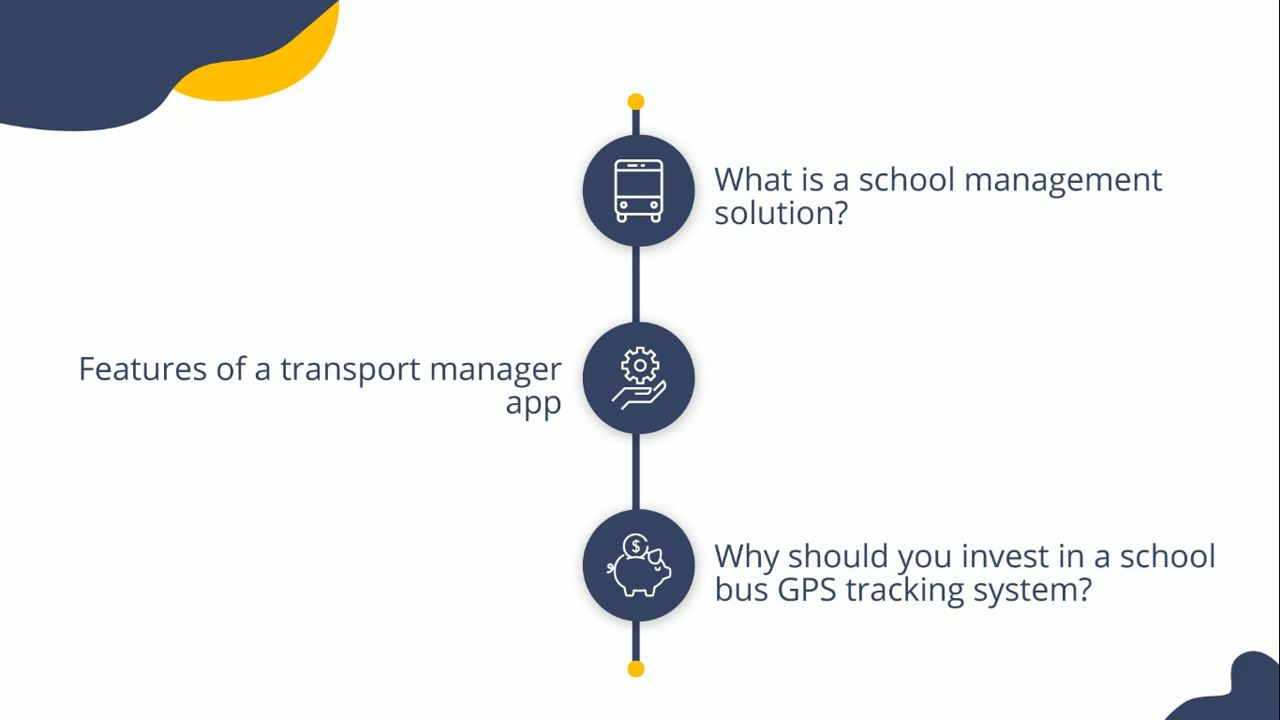 What is a school management
solution?
Features of a transport manager
app
$
Why should you invest in a school
bus GPS tracking system?